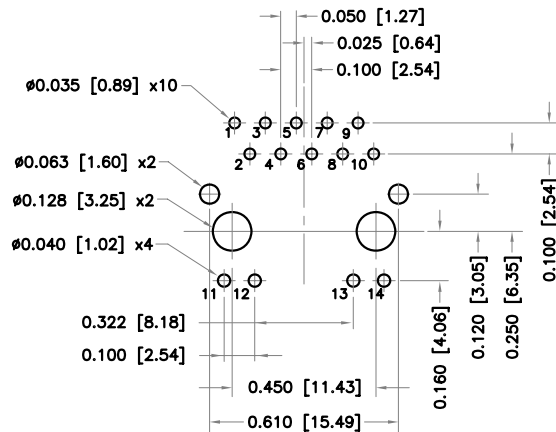 0.050 [1.27]
0.025 [0.64]
0.100 [2.54]
ø0.035 [0.89] x10
1 3 5 7 9
2 4 6 8 10
ø0.063 [1.60] x2
ø0.128 [3.25] x2
ø0.040 [1.02] x4
11 12 13 14
0.322 [8.18]
0.100 [2.54]
0.450 [11.43]
0.610 [15.49]
0.160 [4.06]
0.120 [3.05]
0.250 [6.35]
0.100 [2.54]